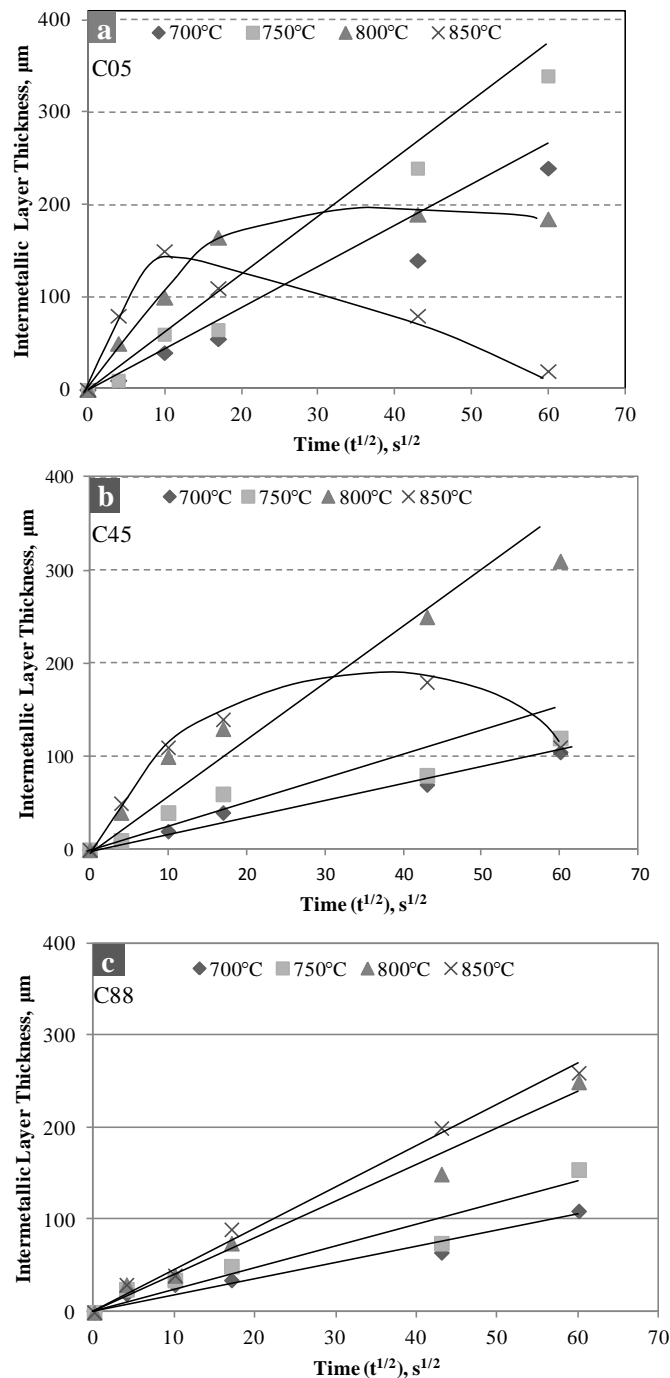 a
700°C 750°C 800°C 850°C
C05
400
300
200
100
0
0 10 20 30 40 50 60 70
Intermetallic Layer Thickness, µm
Time (t^1/2), s^1/2
b
700°C 750°C 800°C 850°C
C45
400
300
200
100
0
0 10 20 30 40 50 60 70
Intermetallic Layer Thickness, µm
Time (t^1/2), s^1/2
c
700°C 750°C 800°C 850°C
C88
400
300
200
100
0
0 10 20 30 40 50 60 70
Intermetallic Layer Thickness, µm
Time (t^1/2), s^1/2